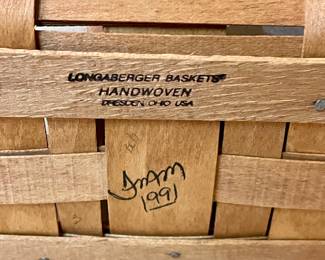 LONGABERGER BASKETS®
HANDWOVEN
DRESDEN, OHIO USA
1991